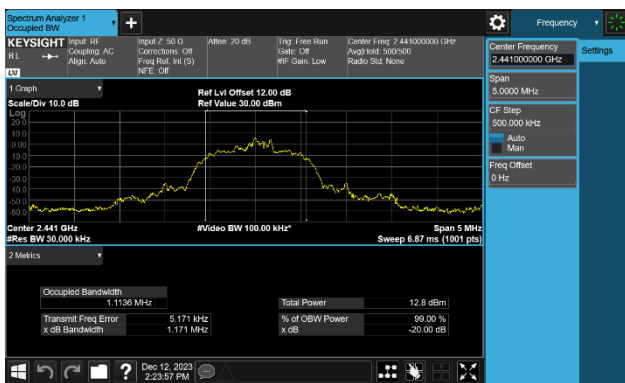 Spectrum Analyzer 1
Occupied BW
Frequency
KEYSIGHT
Input: RF
Coupling: AC
Align: Auto
Input Z: 50 Ω
Corrections: Off
Freq Ref: Int (S)
NFE: Off
Atten: 20 dB
Trig: Free Run
Gate: Off
#IF Gain: Low
Center Freq: 2.441000000 GHz
Avg|Hold: 500/500
Radio Std: None
R L
LXI
Center Frequency
2.441000000 GHz
Settings
Span
5.0000 MHz
CF Step
500.000 kHz
Auto
Man
Freq Offset
0 Hz
1 Graph
Scale/Div 10.0 dB
Ref Lvl Offset 12.00 dB
Ref Value 30.00 dBm
Log
20.0
10.0
0.00
-10.0
-20.0
-30.0
-40.0
-50.0
-60.0
Center 2.441 GHz
#Video BW 100.00 kHz*
Span 5 MHz
#Res BW 30.000 kHz
Sweep 6.87 ms (1001 pts)
2 Metrics
Occupied Bandwidth
1.1136 MHz
Total Power
12.8 dBm
Transmit Freq Error
5.171 kHz
% of OBW Power
99.00 %
x dB Bandwidth
1.171 MHz
x dB
-20.00 dB
Dec 12, 2023
2:23:57 PM